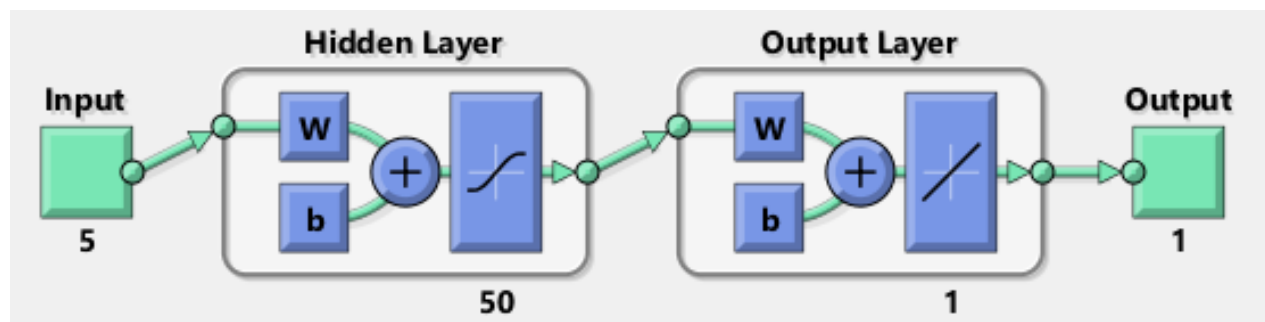 Hidden Layer
Output Layer
Input
Output
W
W
+
+
b
b
5
1
50
1